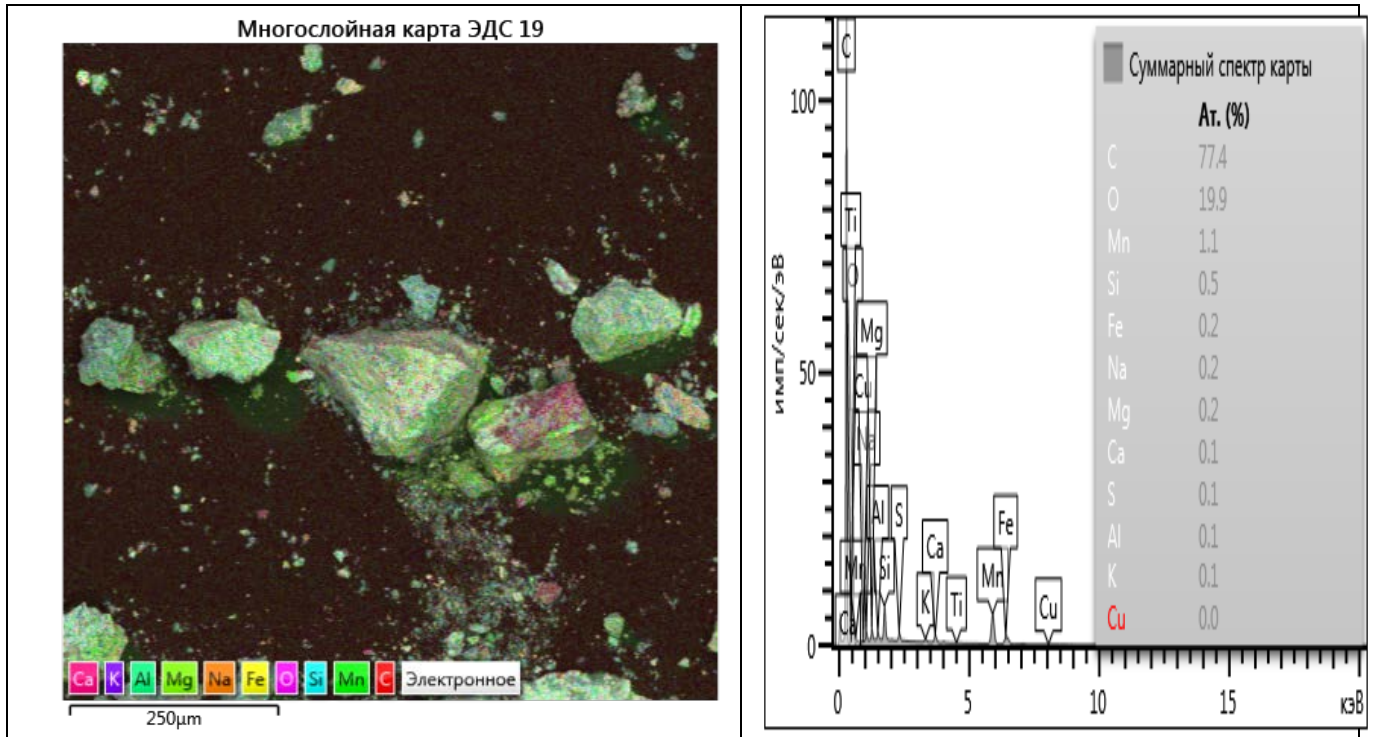 Многослойная карта ЭДС 19
Ca K Al Mg Na Fe O Si Mn C Электронное
250µm
имп/сек/эВ
100
50
0
C
Ti
O
Mg
Cu
Na
Al
S
Mn
Si
Ca
K
Ca
Ti
Mn
Fe
Cu
0 5 10 15 кэВ
Суммарный спектр карты
Ат. (%)
C 77.4
O 19.9
Mn 1.1
Si 0.5
Fe 0.2
Na 0.2
Mg 0.2
Ca 0.1
S 0.1
Al 0.1
K 0.1
Cu 0.0